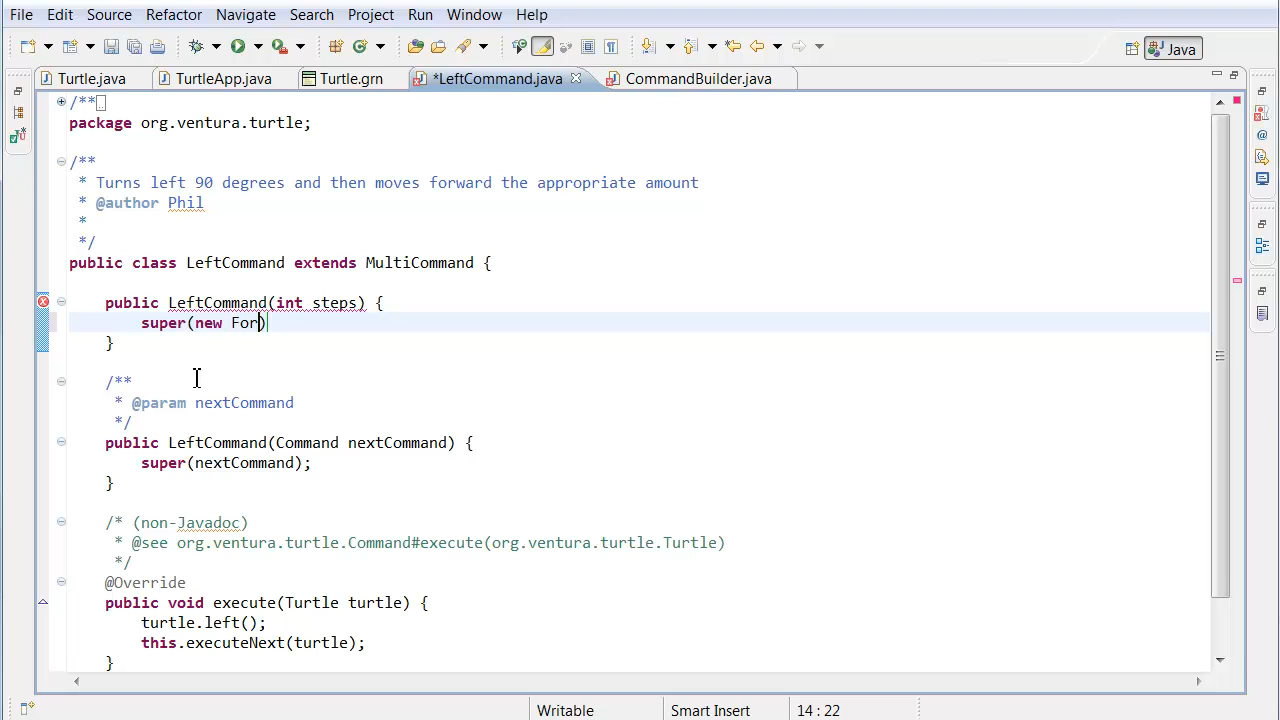 File Edit Source Refactor Navigate Search Project Run Window Help
Java
Turtle.java TurtleApp.java Turtle.grn *LeftCommand.java CommandBuilder.java
/**
package org.ventura.turtle;
/**
* Turns left 90 degrees and then moves forward the appropriate amount
* @author Phil
*
*/
public class LeftCommand extends MultiCommand {
public LeftCommand(int steps) {
super(new For)
}
/**
* @param nextCommand
*/
public LeftCommand(Command nextCommand) {
super(nextCommand);
}
/* (non-Javadoc)
* @see org.ventura.turtle.Command#execute(org.ventura.turtle.Turtle)
*/
@Override
public void execute(Turtle turtle) {
turtle.left();
this.executeNext(turtle);
}
Writable Smart Insert 14 : 22